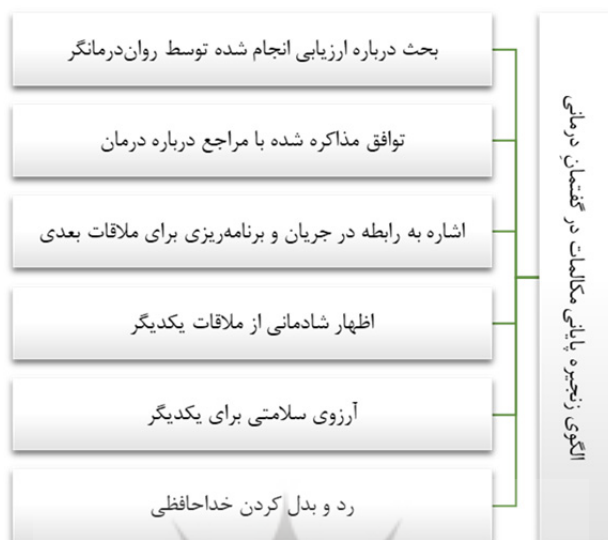 الگوی زنجیره پایانی مکالمات در گفتمانِ درمانی
بحث درباره ارزیابی انجام شده توسط روان‌درمانگر
توافق مذاکره شده با مراجع درباره درمان
اشاره به رابطه در جریان و برنامه‌ریزی برای ملاقات بعدی
اظهار شادمانی از ملاقات یکدیگر
آرزوی سلامتی برای یکدیگر
رد و بدل کردن خداحافظی